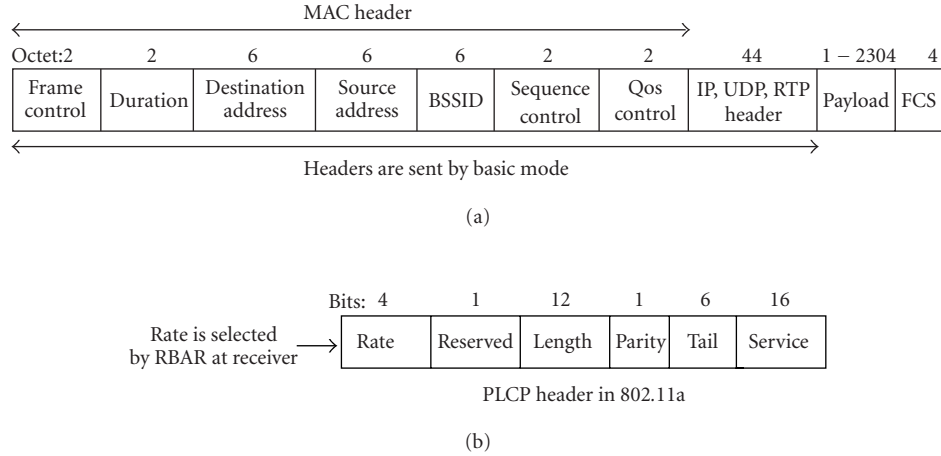 MAC header
Octet:2 2 6 6 6 2 2 44 1 − 2304 4
Frame control Duration Destination address Source address BSSID Sequence control Qos control IP, UDP, RTP header Payload FCS
Headers are sent by basic mode
(a)
Bits: 4 1 12 1 6 16
Rate is selected
by RBAR at receiver
Rate Reserved Length Parity Tail Service
PLCP header in 802.11a
(b)